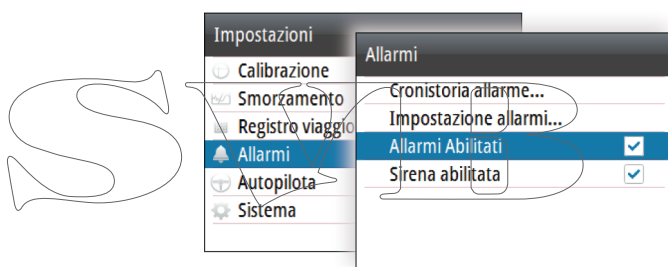 Impostazioni
Calibrazione
Smorzamento
Registro viaggio
Allarmi
Autopilota
Sistema
Allarmi
Cronistoria allarme...
Impostazione allarmi...
Allarmi Abilitati
Sirena abilitata